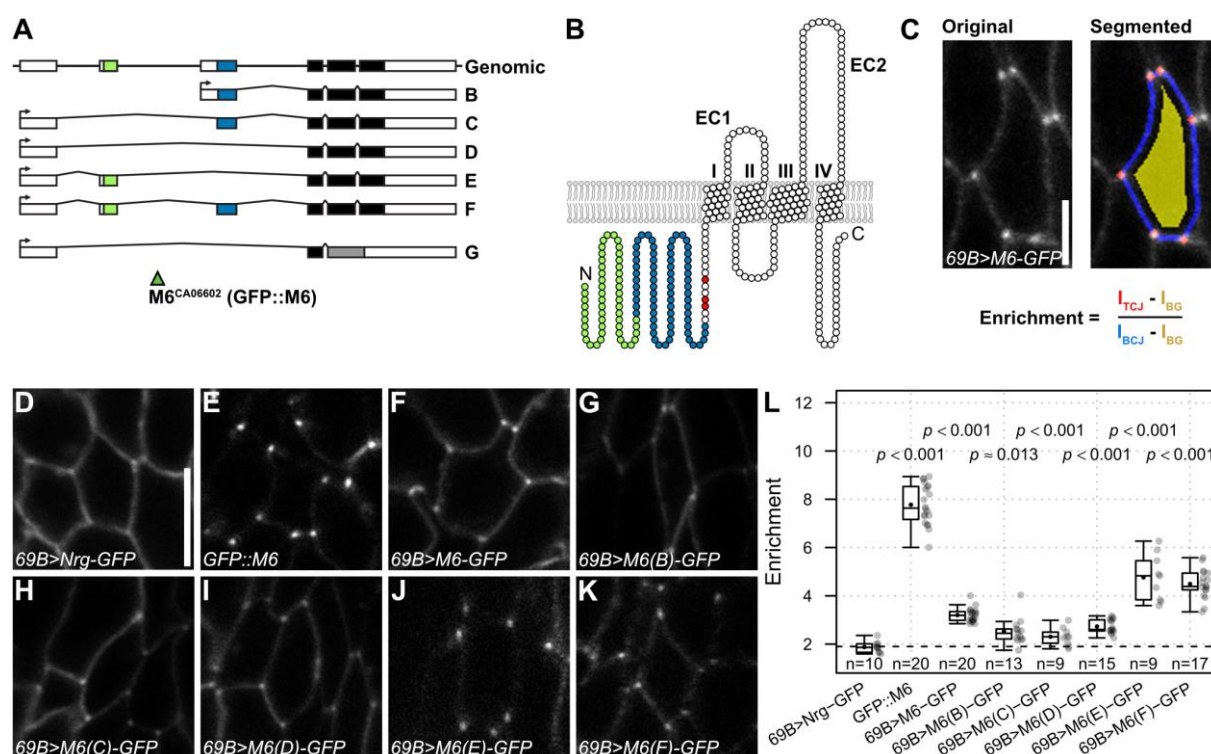 A
Genomic
B
C
D
E
F
G
M6CA06602 (GFP::M6)
B
EC1
EC2
I II III IV
N
C
C
Original Segmented
69B>M6-GFP
Enrichment = ITCJ - IBG
IBCJ - IBG
D
69B>Nrg-GFP
E
GFP::M6
F
69B>M6-GFP
G
69B>M6(B)-GFP
H
69B>M6(C)-GFP
I
69B>M6(D)-GFP
J
69B>M6(E)-GFP
K
69B>M6(F)-GFP
L
Enrichment
12
10
8
6
4
2
p < 0.001 p < 0.001 p < 0.001
p < 0.001 p ≈ 0.013 p < 0.001 p < 0.001
n=10 n=20 n=20 n=13 n=9 n=15 n=9 n=17
69B>Nrg−GFP
GFP::M6
69B>M6−GFP
69B>M6(B)−GFP
69B>M6(C)−GFP
69B>M6(D)−GFP
69B>M6(E)−GFP
69B>M6(F)−GFP